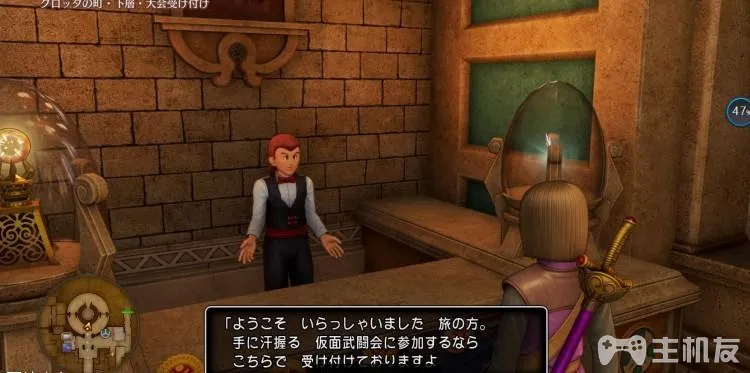 グロッタの町・下層・大会受け付け
47
「ようこそ　いらっしゃいました　旅の方。
手に汗握る　仮面武闘会に参加するなら
こちらで　受け付けておりますよ
主机友